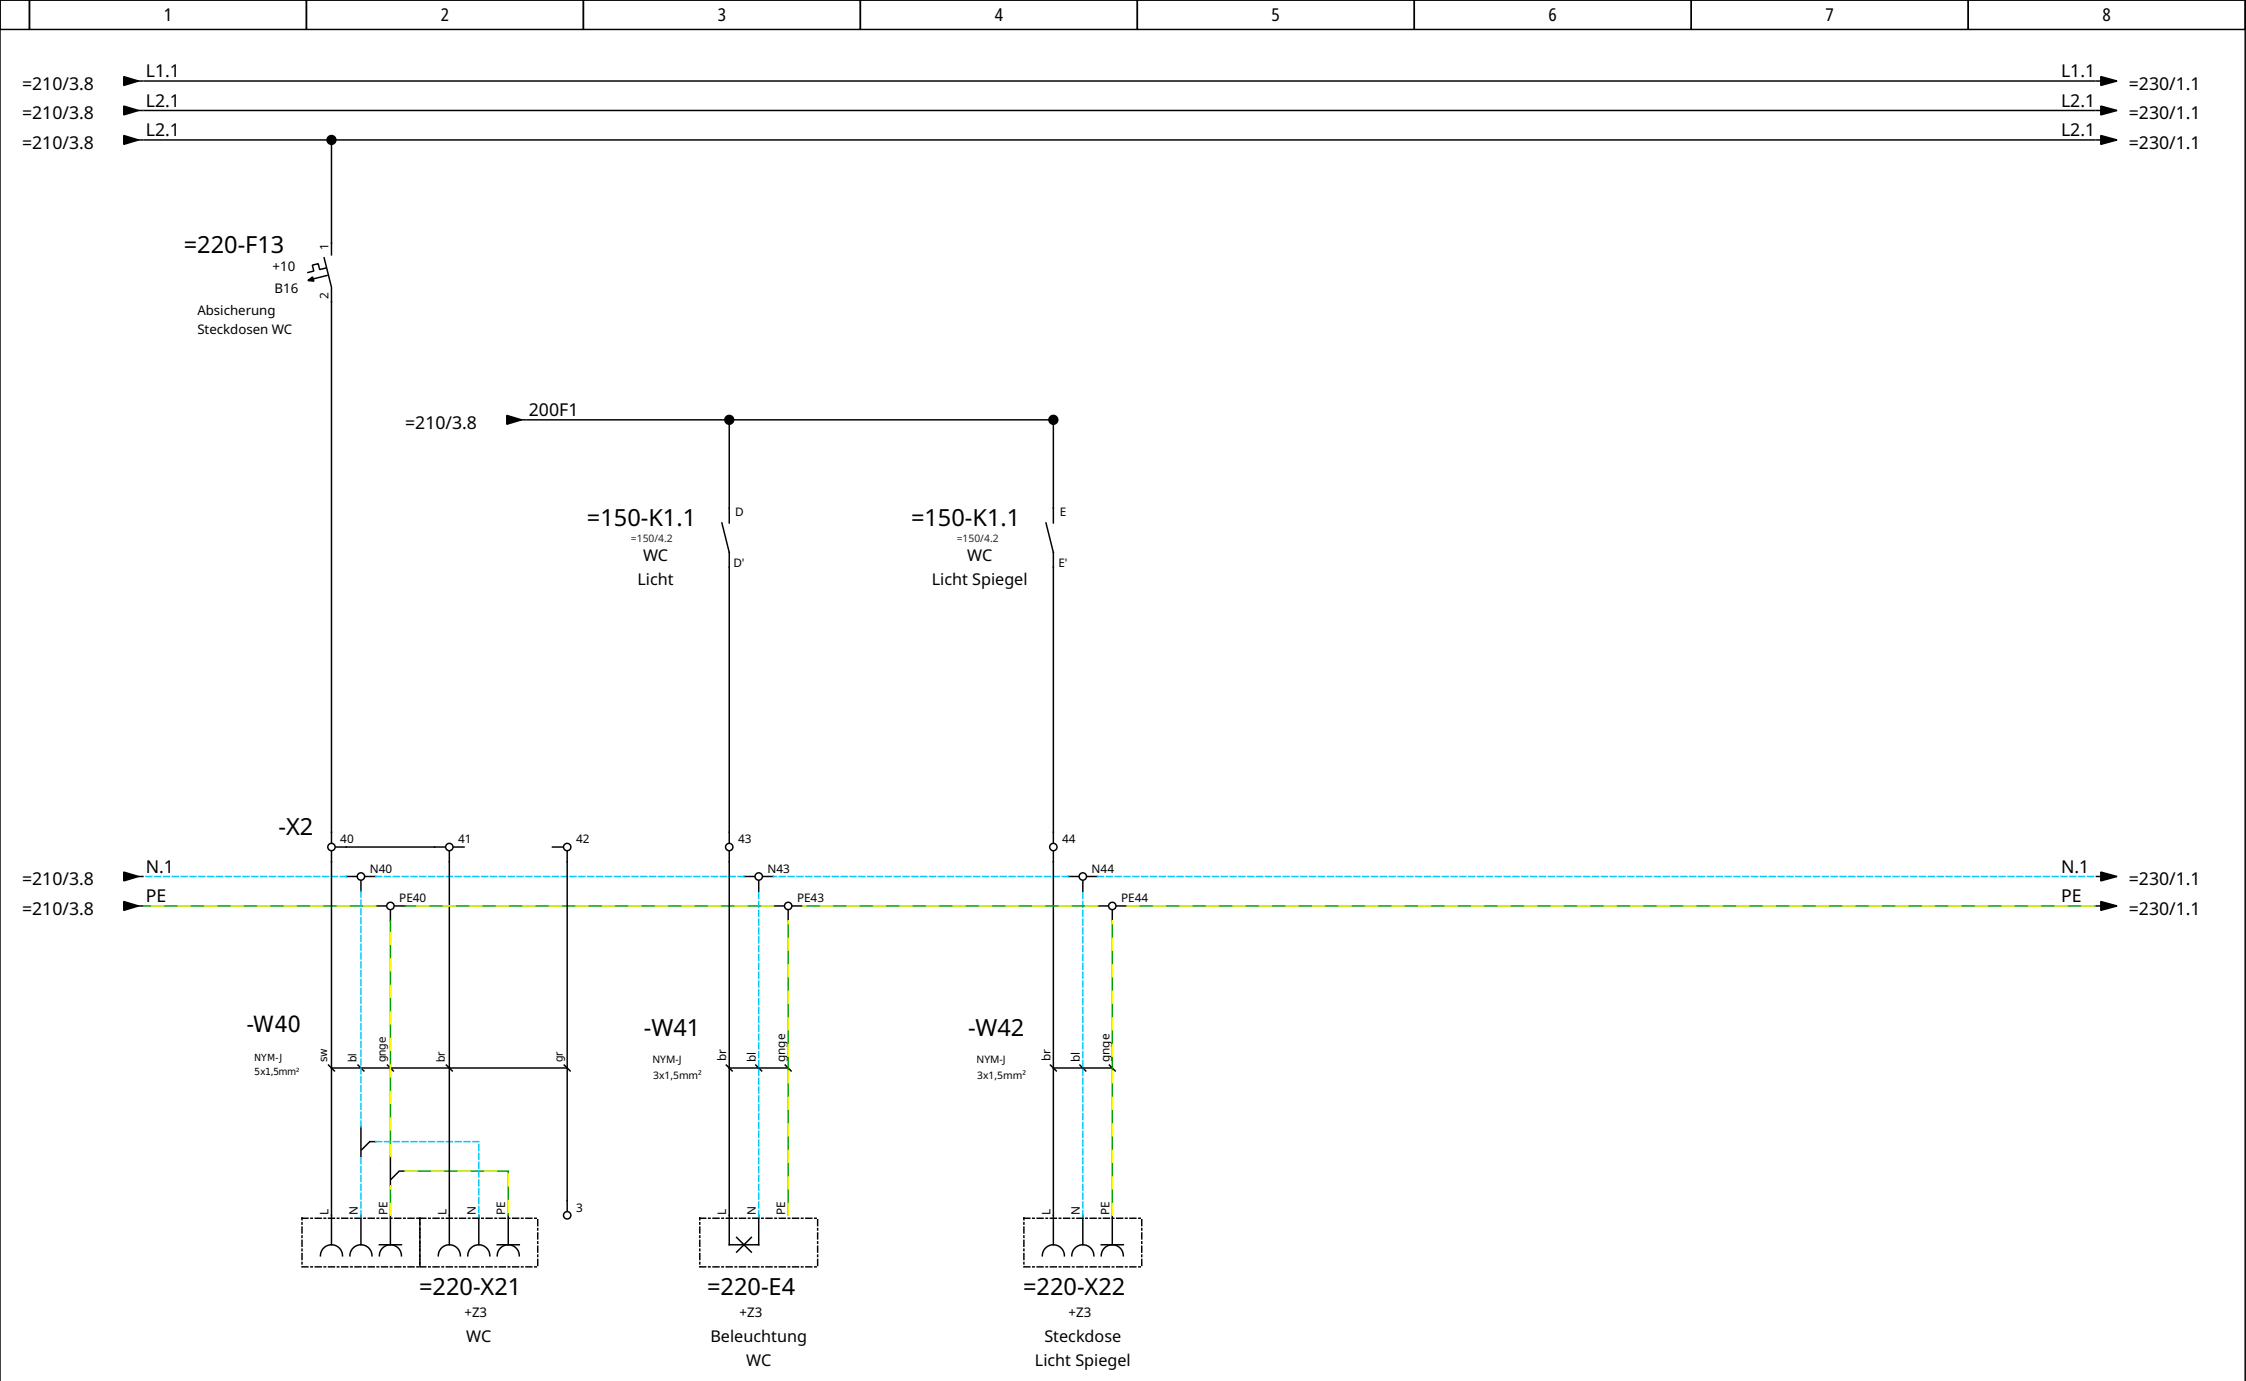 1 2 3 4 5 6 7 8
=210/3.8 L1.1 L1.1 =230/1.1
=210/3.8 L2.1 L2.1 =230/1.1
=210/3.8 L2.1 L2.1 =230/1.1
=220-F13 1
+10
B16 2
Absicherung
Steckdosen WC
=210/3.8 200F1
=150-K1.1 D
=150/4.2
WC D'
Licht
=150-K1.1 E
=150/4.2
WC E'
Licht Spiegel
-X2 40 41 42 43 44
=210/3.8 N.1 N40 N43 N44 N.1 =230/1.1
=210/3.8 PE PE40 PE43 PE44 PE =230/1.1
-W40
NYM-J
5x1,5mm²
sw bl gnge br gr
-W41
NYM-J
3x1,5mm²
br bl gnge
-W42
NYM-J
3x1,5mm²
br bl gnge
L N PE L N PE 3
L N PE
L N PE
=220-X21
+Z3
WC
=220-E4
+Z3
Beleuchtung
WC
=220-X22
+Z3
Steckdose
Licht Spiegel